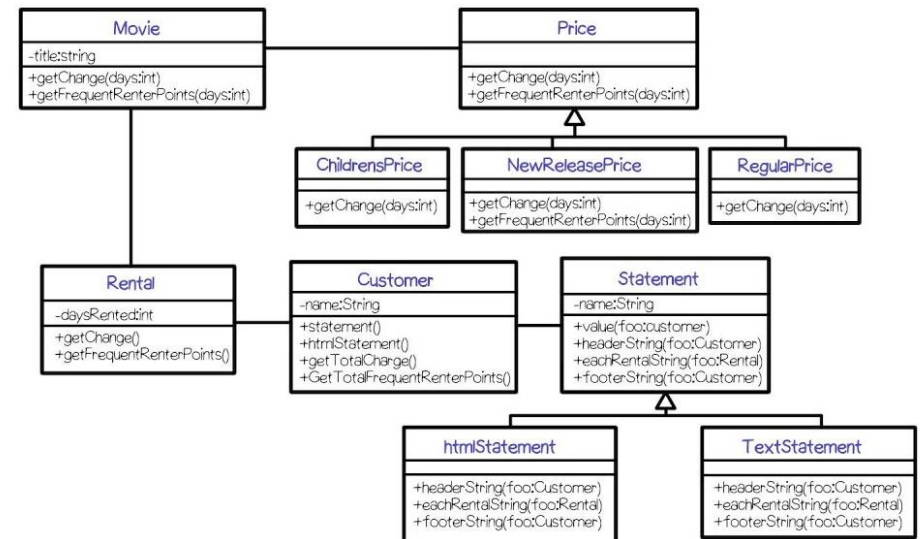 Movie
-title:string
+getChange(days:int)
+getFrequentRenterPoints(days:int)
Price
+getChange(days:int)
+getFrequentRenterPoints(days:int)
ChildrensPrice
+getChange(days:int)
NewReleasePrice
+getChange(days:int)
+getFrequentRenterPoints(days:int)
RegularPrice
+getChange(days:int)
Rental
-daysRented:int
+getChange()
+getFrequentRenterPoints()
Customer
-name:String
+statement()
+htmlStatement()
+getTotalCharge()
+GetTotalFrequentRenterPoints()
Statement
-name:String
+value(foo:customer)
+headerString(foo:Customer)
+eachRentalString(foo:Rental)
+footerString(foo:Customer)
htmlStatement
+headerString(foo:Customer)
+eachRentalString(foo:Rental)
+footerString(foo:Customer)
TextStatement
+headerString(foo:Customer)
+eachRentalString(foo:Rental)
+footerString(foo:Customer)